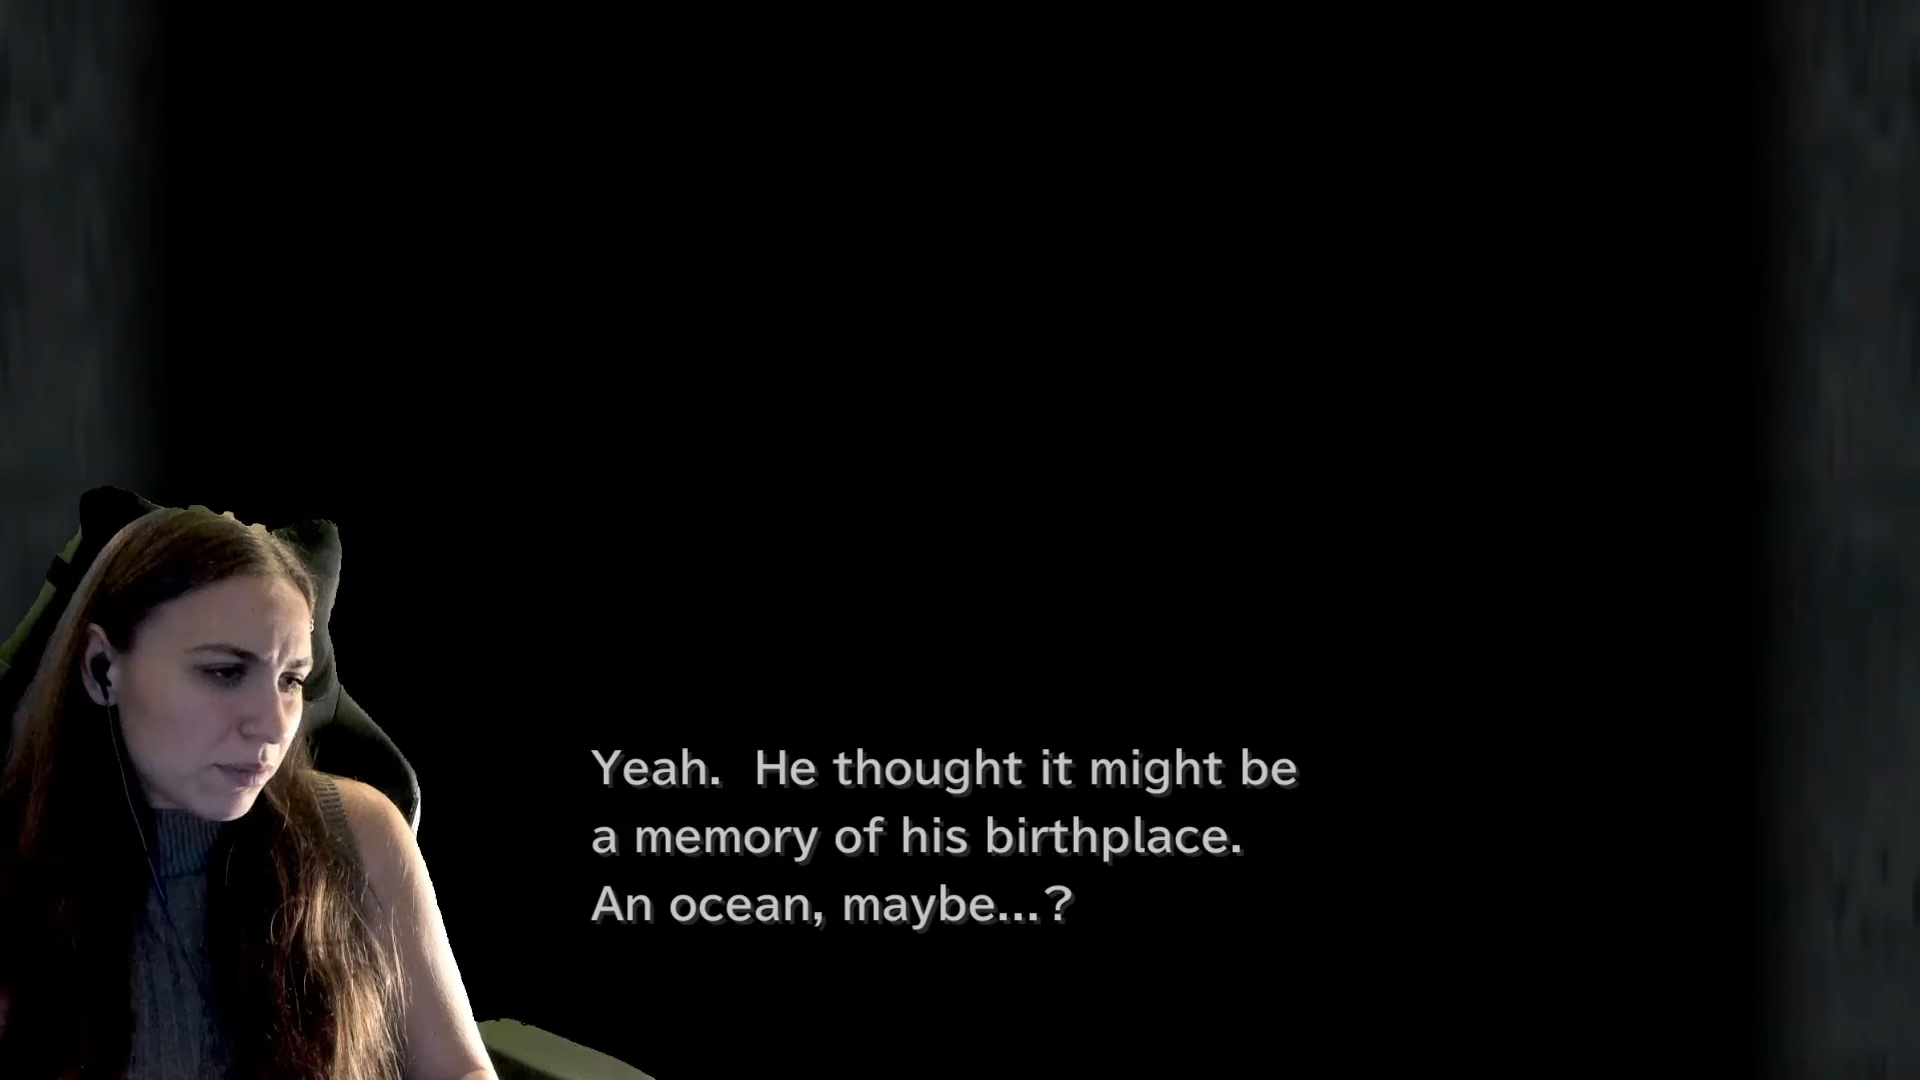 Yeah.  He thought it might be
a memory of his birthplace.
An ocean, maybe...?